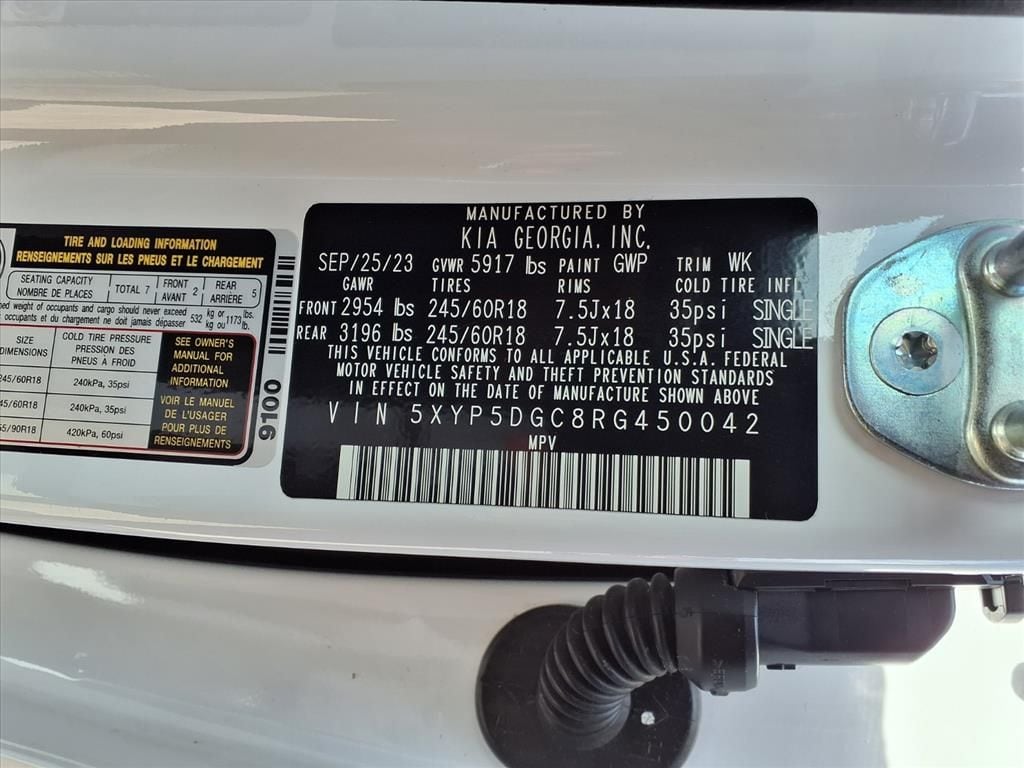 TIRE AND LOADING INFORMATION
RENSEIGNEMENTS SUR LES PNEUS ET LE CHARGEMENT
SEATING CAPACITY
NOMBRE DE PLACES
TOTAL 7
FRONT
AVANT 2
REAR
ARRIÈRE 5
weight of occupants and cargo should never exceed 532 kg or 1173 lbs.
occupants et du chargement ne doit jamais dépasser kg ou lb.
SIZE
DIMENSIONS
COLD TIRE PRESSURE
PRESSION DES
PNEUS À FROID
245/60R18 240kPa, 35psi
45/60R18 240kPa, 35psi
55/90R18 420kPa, 60psi
SEE OWNER'S
MANUAL FOR
ADDITIONAL
INFORMATION
VOIR LE MANUEL
DE L'USAGER
POUR PLUS DE
RENSEIGNEMENTS
9100
MANUFACTURED BY
KIA GEORGIA, INC.
SEP/25/23 GVWR 5917 lbs PAINT GWP TRIM WK
GAWR TIRES RIMS COLD TIRE INFL
FRONT 2954 lbs 245/60R18 7.5Jx18 35psi SINGLE
REAR 3196 lbs 245/60R18 7.5Jx18 35psi SINGLE
THIS VEHICLE CONFORMS TO ALL APPLICABLE U.S.A. FEDERAL
MOTOR VEHICLE SAFETY AND THEFT PREVENTION STANDARDS
IN EFFECT ON THE DATE OF MANUFACTURE SHOWN ABOVE.
VIN 5XYP5DGC8RG450042
MPV